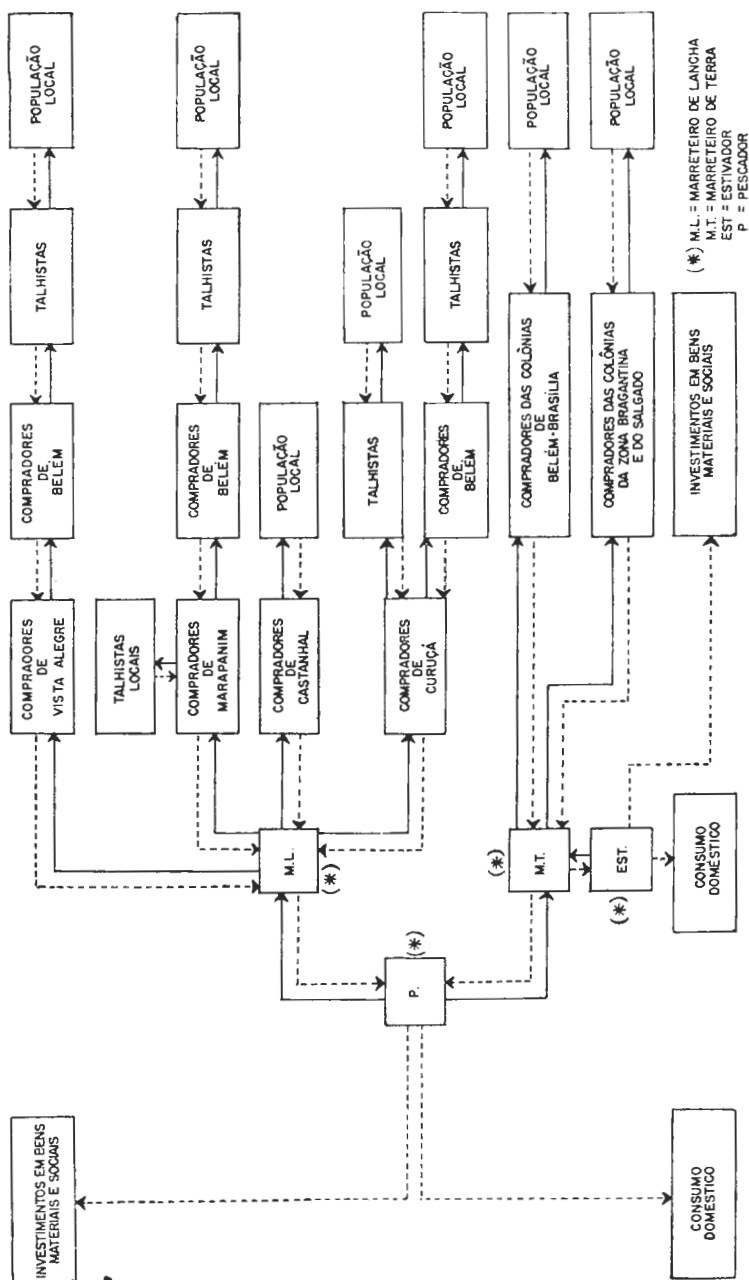 INVESTIMENTOS EM BENS
MATERIAIS E SOCIAIS
CONSUMO
DOMÉSTICO
P.
(*)
M.L.
(*)
(*)
M.T.
EST.
(*)
CONSUMO
DOMÉSTICO
COMPRADORES
DE
VISTA ALEGRE
TALHISTAS
LOCAIS
COMPRADORES
DE
MARAPANIM
COMPRADORES
DE
CASTANHAL
COMPRADORES
DE
CURUÇÁ
COMPRADORES
DE
BELÉM
COMPRADORES
DE
BELÉM
POPULAÇÃO
LOCAL
TALHISTAS
COMPRADORES
DE
BELÉM
COMPRADORES DAS COLÔNIAS
DE
BELÉM-BRASÍLIA
COMPRADORES DAS COLÔNIAS
DA ZONA BRAGANTINA
E DO SALGADO
INVESTIMENTOS EM BENS
MATERIAIS E SOCIAIS
TALHISTAS
TALHISTAS
POPULAÇÃO
LOCAL
TALHISTAS
POPULAÇÃO
LOCAL
POPULAÇÃO
LOCAL
POPULAÇÃO
LOCAL
POPULAÇÃO
LOCAL
POPULAÇÃO
LOCAL
(*) M.L. = MARRETEIRO DE LANCHA
M.T. = MARRETEIRO DE TERRA
EST = ESTIVADOR
P = PESCADOR